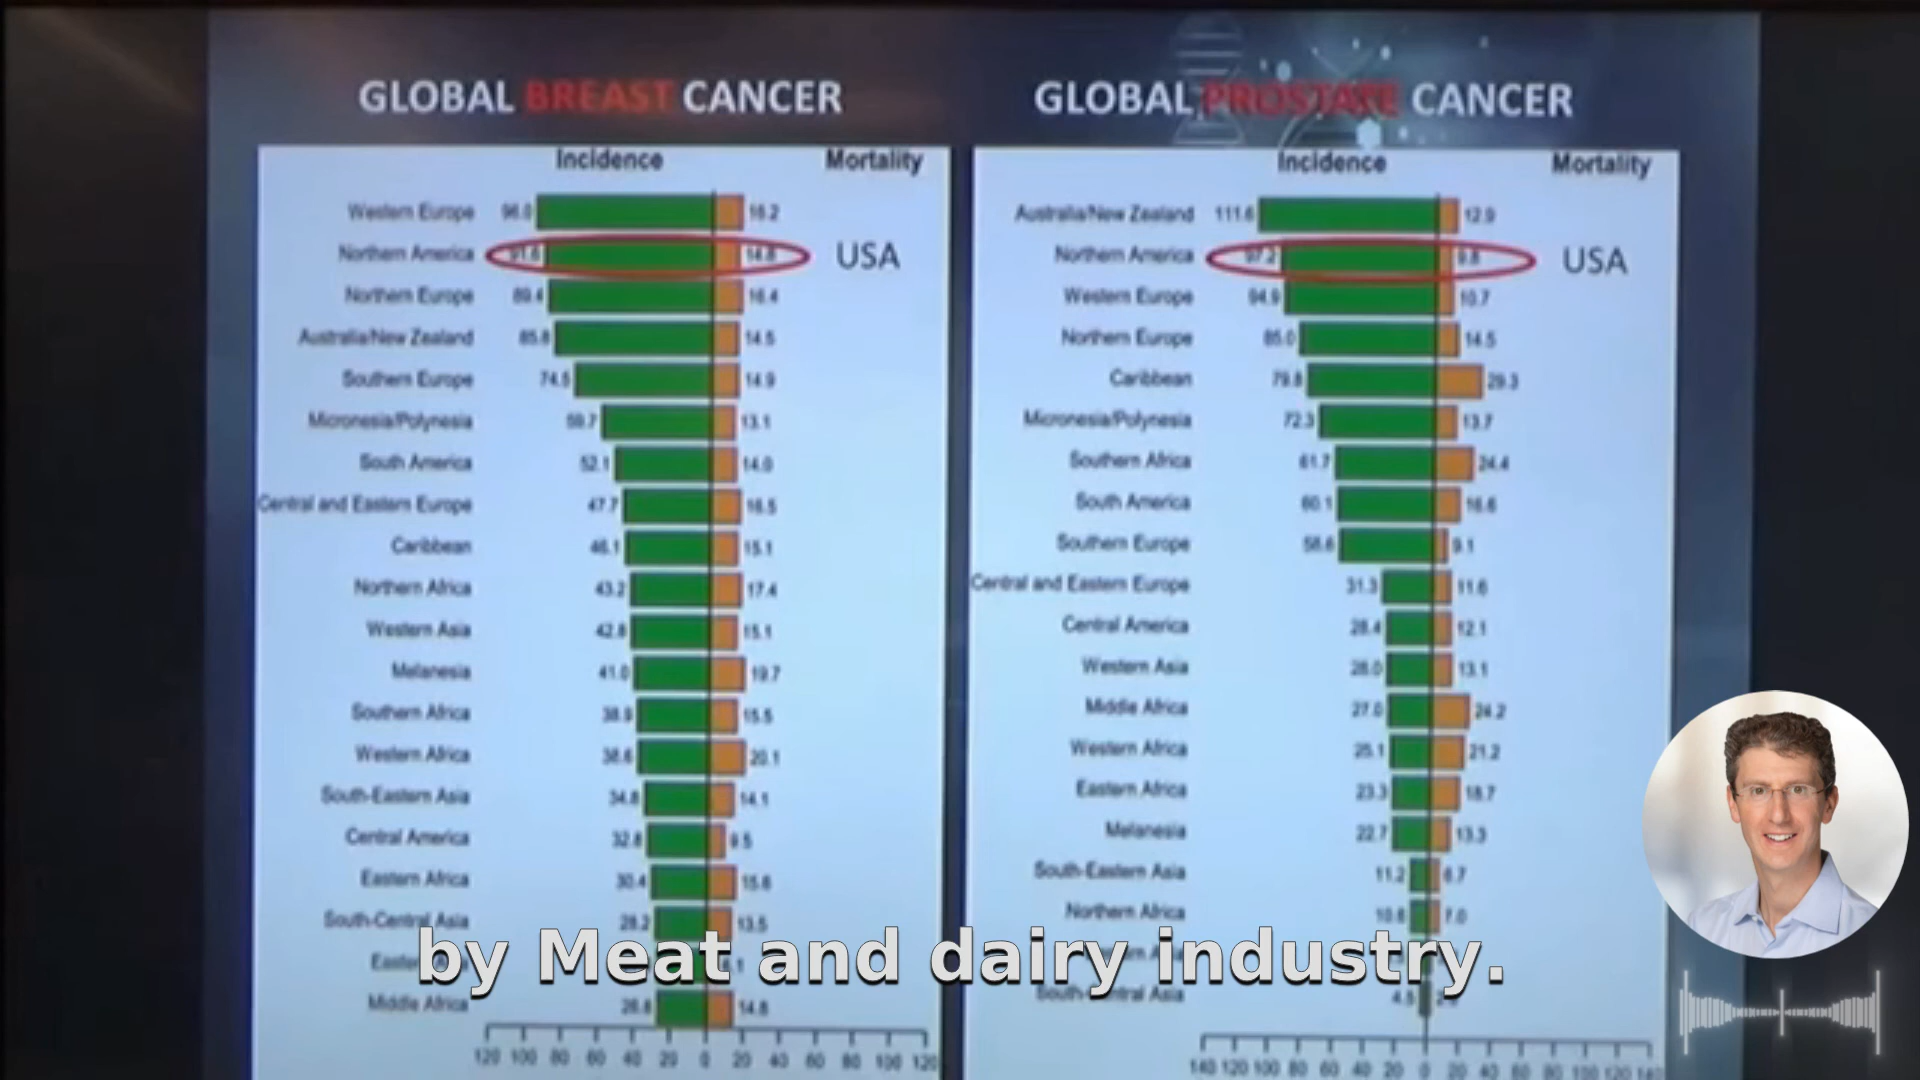 GLOBAL BREAST CANCER
Incidence Mortality
Western Europe 96.0 16.2
Northern America 91.6 14.8 USA
Northern Europe 89.4 16.4
Australia/New Zealand 85.8 14.5
Southern Europe 74.5 14.9
Micronesia/Polynesia 59.7 13.1
South America 52.1 14.0
Central and Eastern Europe 47.7 16.5
Caribbean 46.1 15.1
Northern Africa 43.2 17.4
Western Asia 42.8 15.1
Melanesia 41.0 19.7
Southern Africa 38.9 15.5
Western Africa 38.6 20.1
South-Eastern Asia 34.8 14.1
Central America 32.8 9.5
Eastern Africa 30.4 15.6
South-Central Asia 28.2 13.5
Middle Africa 26.8 14.8
120 100 80 60 40 20 0 20 40 60 80 100 120
GLOBAL PROSTATE CANCER
Incidence Mortality
Australia/New Zealand 111.6 12.9
Northern America 97.2 9.8 USA
Western Europe 94.9 10.7
Northern Europe 85.0 14.5
Caribbean 79.8 29.3
Micronesia/Polynesia 72.3 13.7
Southern Africa 61.7 24.4
South America 60.1 16.6
Southern Europe 58.6 9.1
Central and Eastern Europe 31.3 11.6
Central America 28.4 12.1
Western Asia 28.0 13.1
Middle Africa 27.0 24.2
Western Africa 25.1 21.2
Eastern Africa 23.3 18.7
Melanesia 22.7 13.3
South-Eastern Asia 11.2 6.7
Northern Africa 10.6 7.0
South-Central Asia 4.5
140 120 100 80 60 40 20 0 20 40 60 80 100 120 140
by Meat and dairy industry.